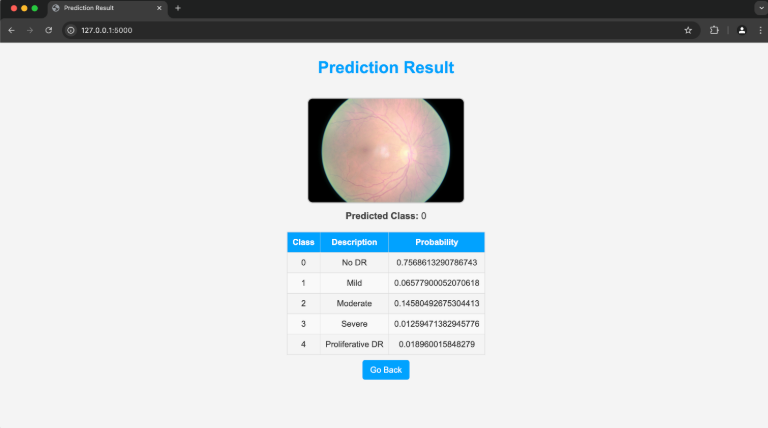 Prediction Result
127.0.0.1:5000
Prediction Result
Predicted Class: 0
Class Description Probability
0 No DR 0.7568613290786743
1 Mild 0.06577900052070618
2 Moderate 0.14580492675304413
3 Severe 0.01259471382945776
4 Proliferative DR 0.018960015848279
Go Back